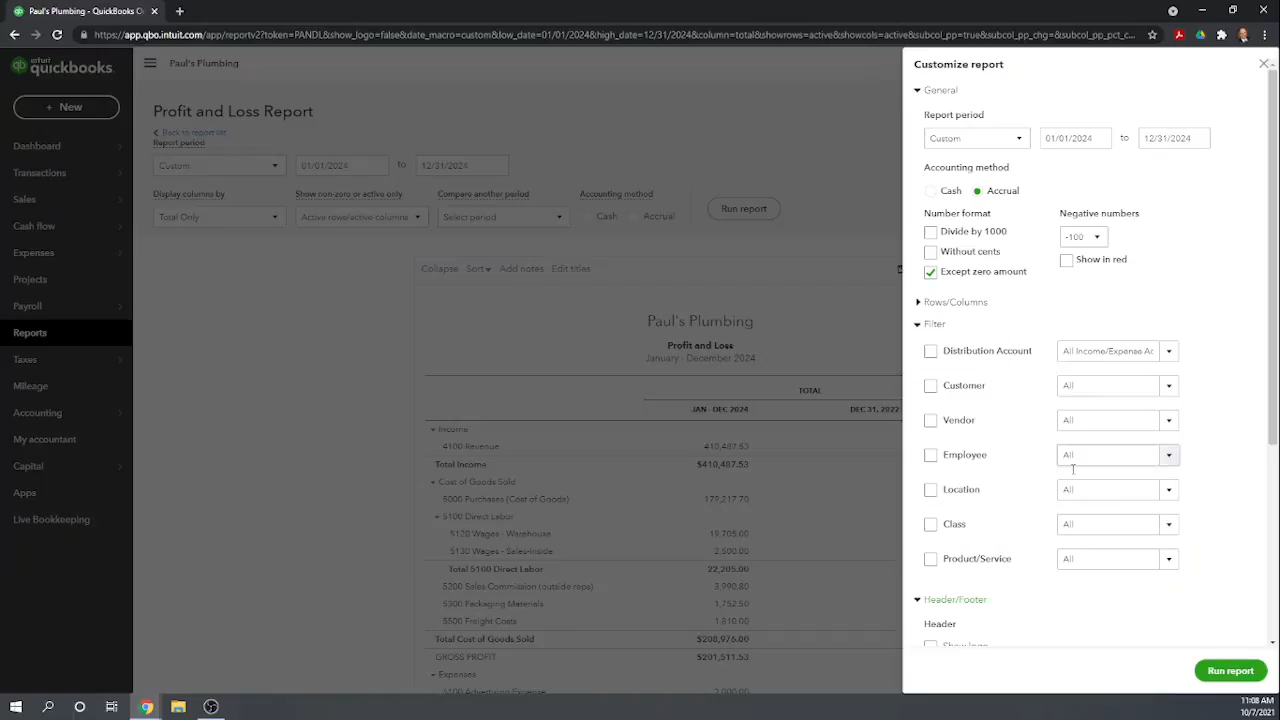 Paul's Plumbing - QuickBooks O
https://app.qbo.intuit.com/app/reportv2?token=PANDL&show_logo=false&date_macro=custom&low_date=01/01/2024&high_date=12/31/2024&column=total&showrows=active&showcols=active&subcol_pp=true&subcol_pp_chg=&subcol_pp_pct_c...
intuit quickbooks.
Paul's Plumbing
+ New
Dashboard
Transactions
Sales
Cash flow
Expenses
Projects
Payroll
Reports
Taxes
Mileage
Accounting
My accountant
Capital
Apps
Live Bookkeeping
Profit and Loss Report
Back to report list
Report period
Custom 01/01/2024 to 12/31/2024
Display columns by Show non-zero or active only Compare another period Accounting method
Total Only Active rows/active columns Select period Cash Accrual Run report
Collapse Sort Add notes Edit titles
Paul's Plumbing
Profit and Loss
January - December 2024
TOTAL
JAN - DEC 2024 DEC 31, 2022
Income
4100 Revenue 410,487.53
Total Income $410,487.53
Cost of Goods Sold
5000 Purchases (Cost of Goods) 179,217.70
5100 Direct Labor
5120 Wages - Warehouse 19,705.00
5130 Wages - Sales-Inside 2,500.00
Total 5100 Direct Labor 22,205.00
5200 Sales Commission (outside reps) 3,990.80
5300 Packaging Materials 1,752.50
5500 Freight Costs 1,810.00
Total Cost of Goods Sold $208,976.00
GROSS PROFIT $201,511.53
Expenses
Customize report
General
Report period
Custom 01/01/2024 to 12/31/2024
Accounting method
Cash Accrual
Number format Negative numbers
Divide by 1000 -100
Without cents Show in red
Except zero amount
Rows/Columns
Filter
Distribution Account All Income/Expense Ac
Customer All
Vendor All
Employee All
Location All
Class All
Product/Service All
Header/Footer
Header
Run report
11:08 AM
10/7/2021